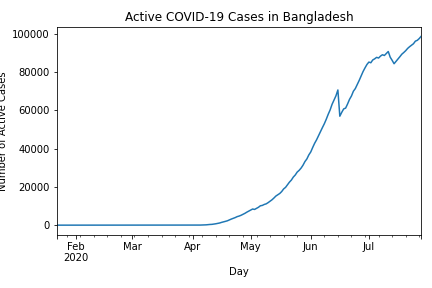 Active COVID-19 Cases in Bangladesh
Number of Active Cases
100000
80000
60000
40000
20000
0
Feb Mar Apr May Jun Jul
2020
Day